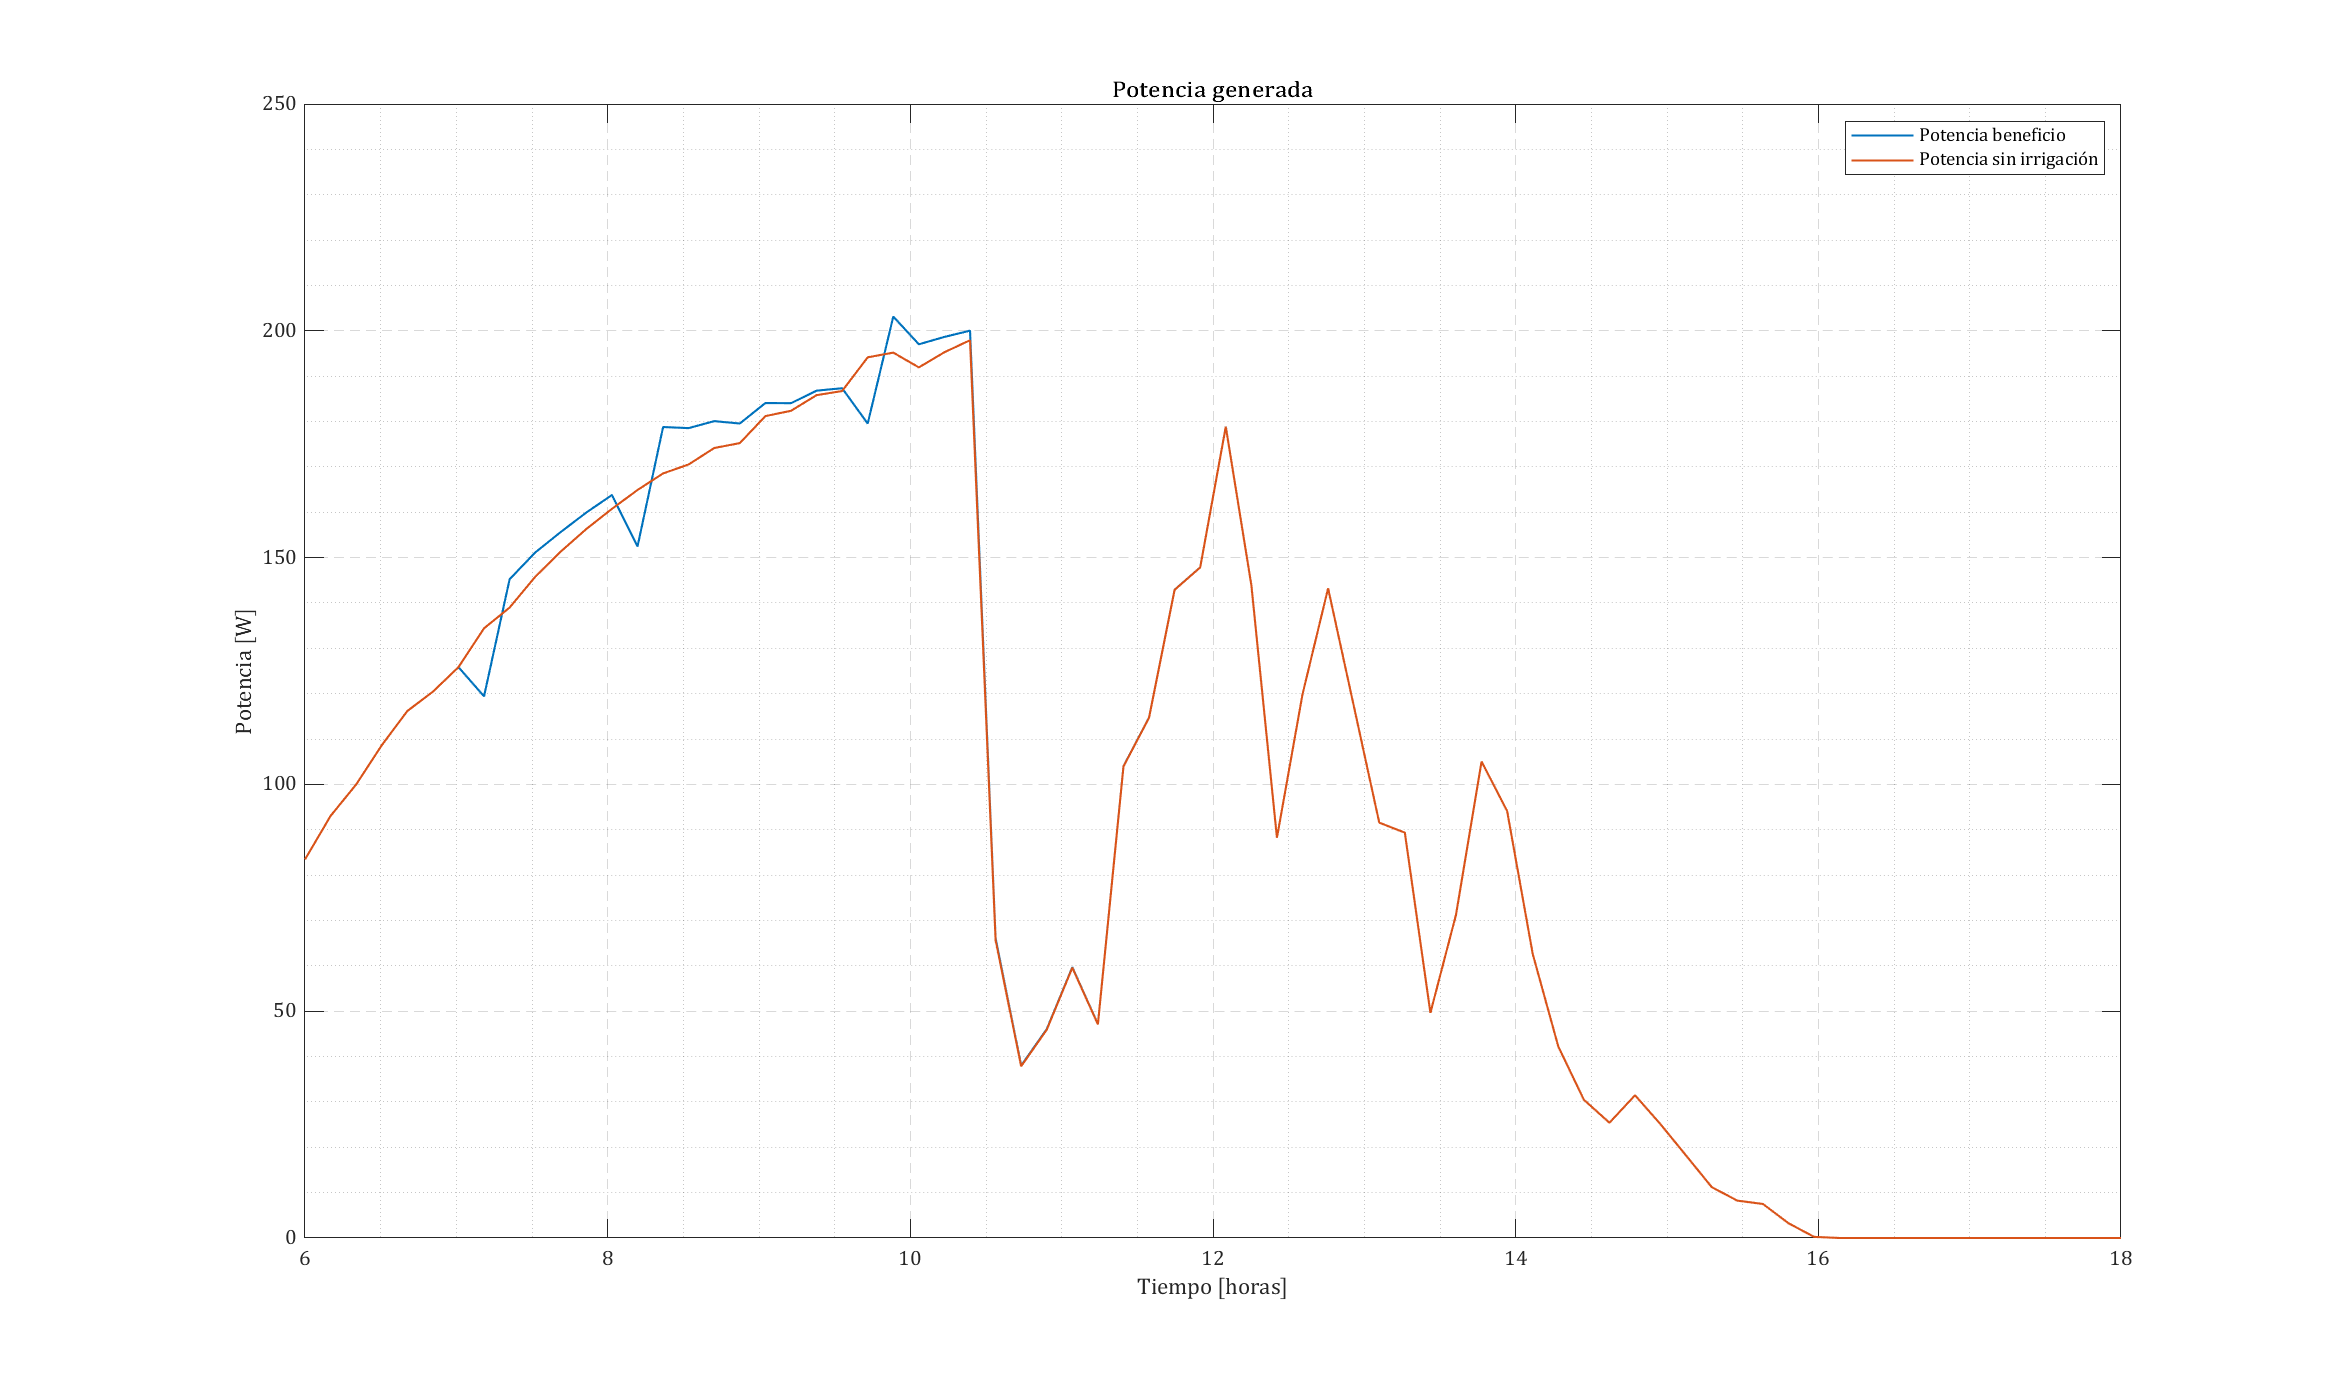 Potencia generada
250
200
150
100
50
0
Potencia [W]
Potencia beneficio
Potencia sin irrigación
6 8 10 12 14 16 18
Tiempo [horas]